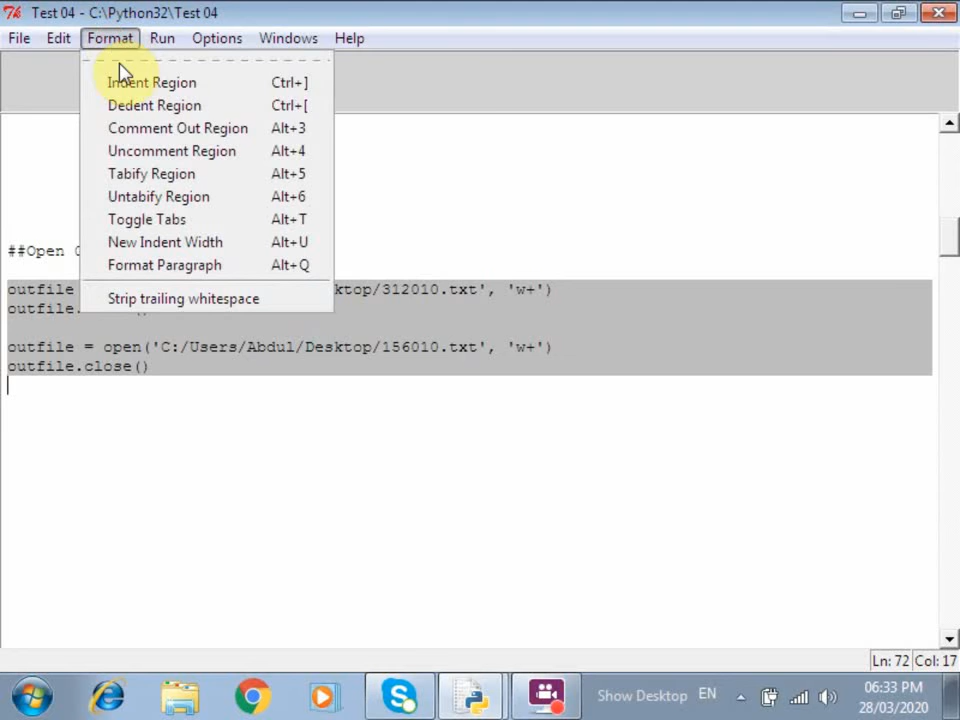 Test 04 - C:\Python32\Test 04
File Edit Format Run Options Windows Help
Indent Region Ctrl+]
Dedent Region Ctrl+[
Comment Out Region Alt+3
Uncomment Region Alt+4
Tabify Region Alt+5
Untabify Region Alt+6
Toggle Tabs Alt+T
New Indent Width Alt+U
Format Paragraph Alt+Q
Strip trailing whitespace
##Open
outfile ktop/312010.txt', 'w+')
outfile.
outfile = open('C:/Users/Abdul/Desktop/156010.txt', 'w+')
outfile.close()
Ln: 72 Col: 17
Show Desktop EN
06:33 PM
28/03/2020